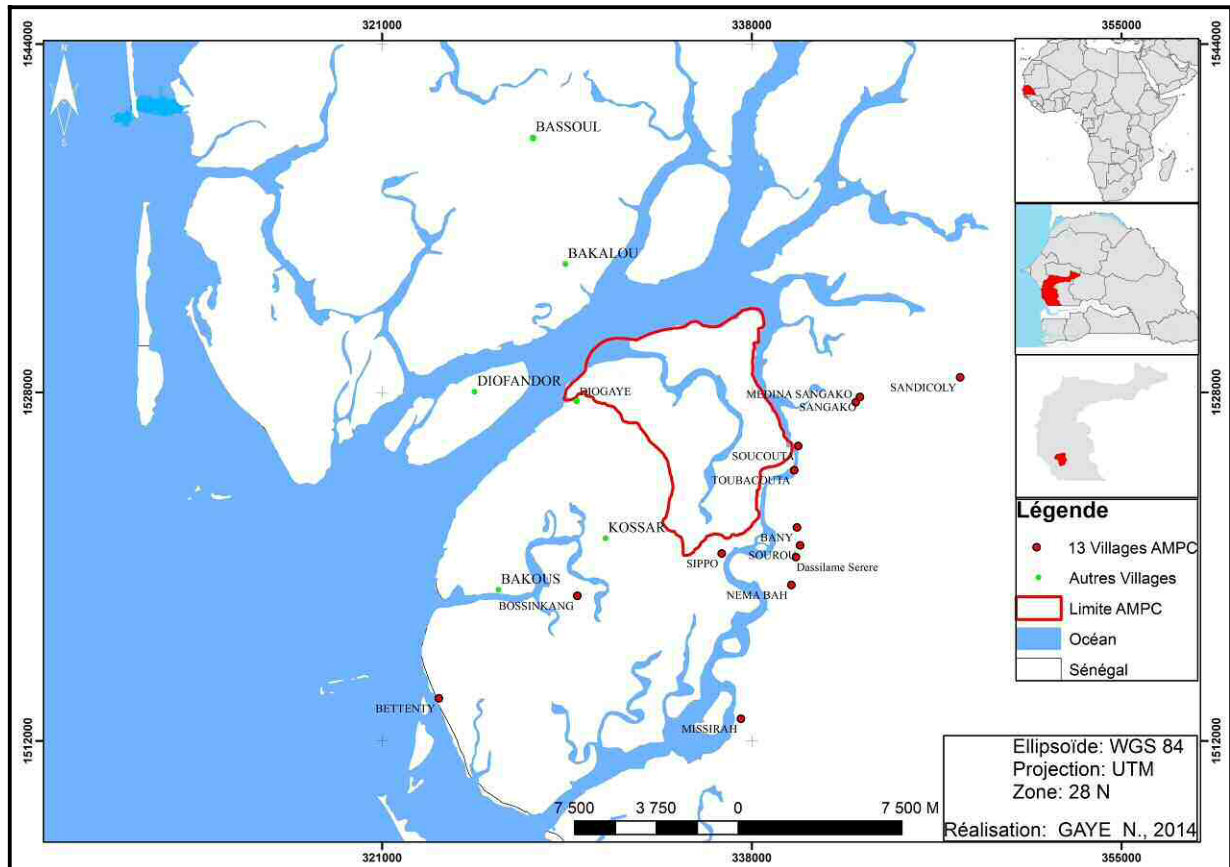 321000
338000
355000
1544000
1544000
N
S
BASSOUL
BAKALOU
DIOFANDOR
DIOGAYE
SANDICOLY
MEDINA SANGAKO
SANGAKO
1528000
1528000
SOUCOUTA
TOUBACOUTA
KOSSAR
BANY
SOUROU
SIPPO
Dassilame Serere
BAKOUS
BOSSINKANG
NEMA BAH
BETTENTY
MISSIRAH
1512000
1512000
Légende
13 Villages AMPC
Autres Villages
Limite AMPC
Océan
Sénégal
7 500 3 750 0 7 500 M
Ellipsoïde: WGS 84
Projection: UTM
Zone: 28 N
Réalisation: GAYE N., 2014
321000
338000
355000